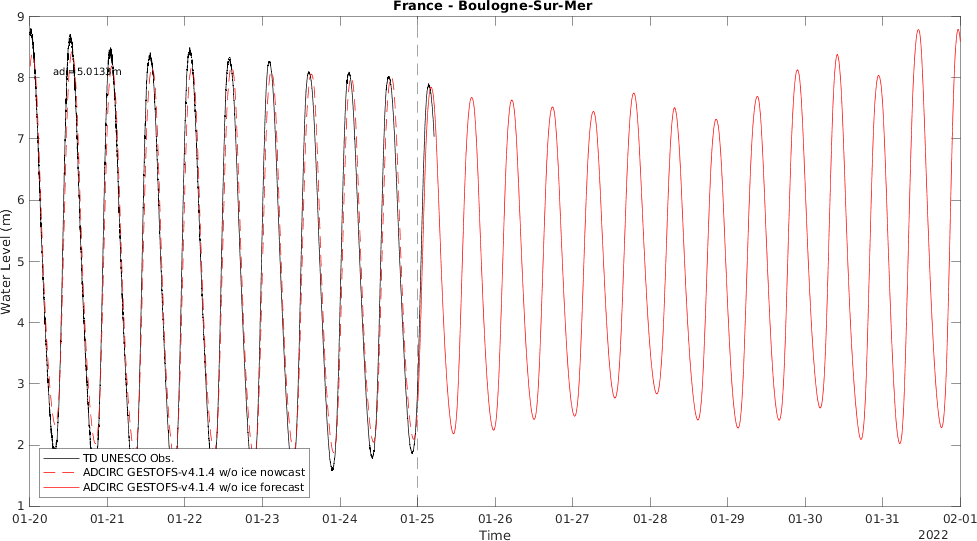 France - Boulogne-Sur-Mer
9
8
7
6
5
4
3
2
1
Water Level (m)
adj=5.0133m
TD UNESCO Obs.
ADCIRC GESTOFS-v4.1.4 w/o ice nowcast
ADCIRC GESTOFS-v4.1.4 w/o ice forecast
01-20 01-21 01-22 01-23 01-24 01-25 01-26 01-27 01-28 01-29 01-30 01-31 02-01
Time
2022